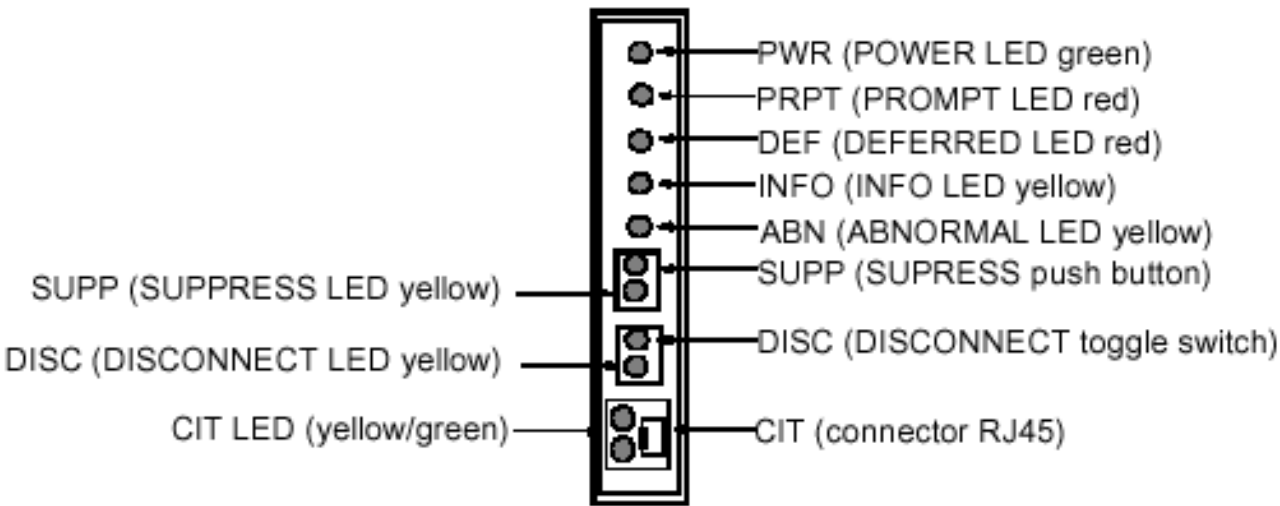 PWR (POWER LED green)
PRPT (PROMPT LED red)
DEF (DEFERRED LED red)
INFO (INFO LED yellow)
ABN (ABNORMAL LED yellow)
SUPP (SUPRESS push button)
SUPP (SUPPRESS LED yellow)
DISC (DISCONNECT toggle switch)
DISC (DISCONNECT LED yellow)
CIT LED (yellow/green)
CIT (connector RJ45)